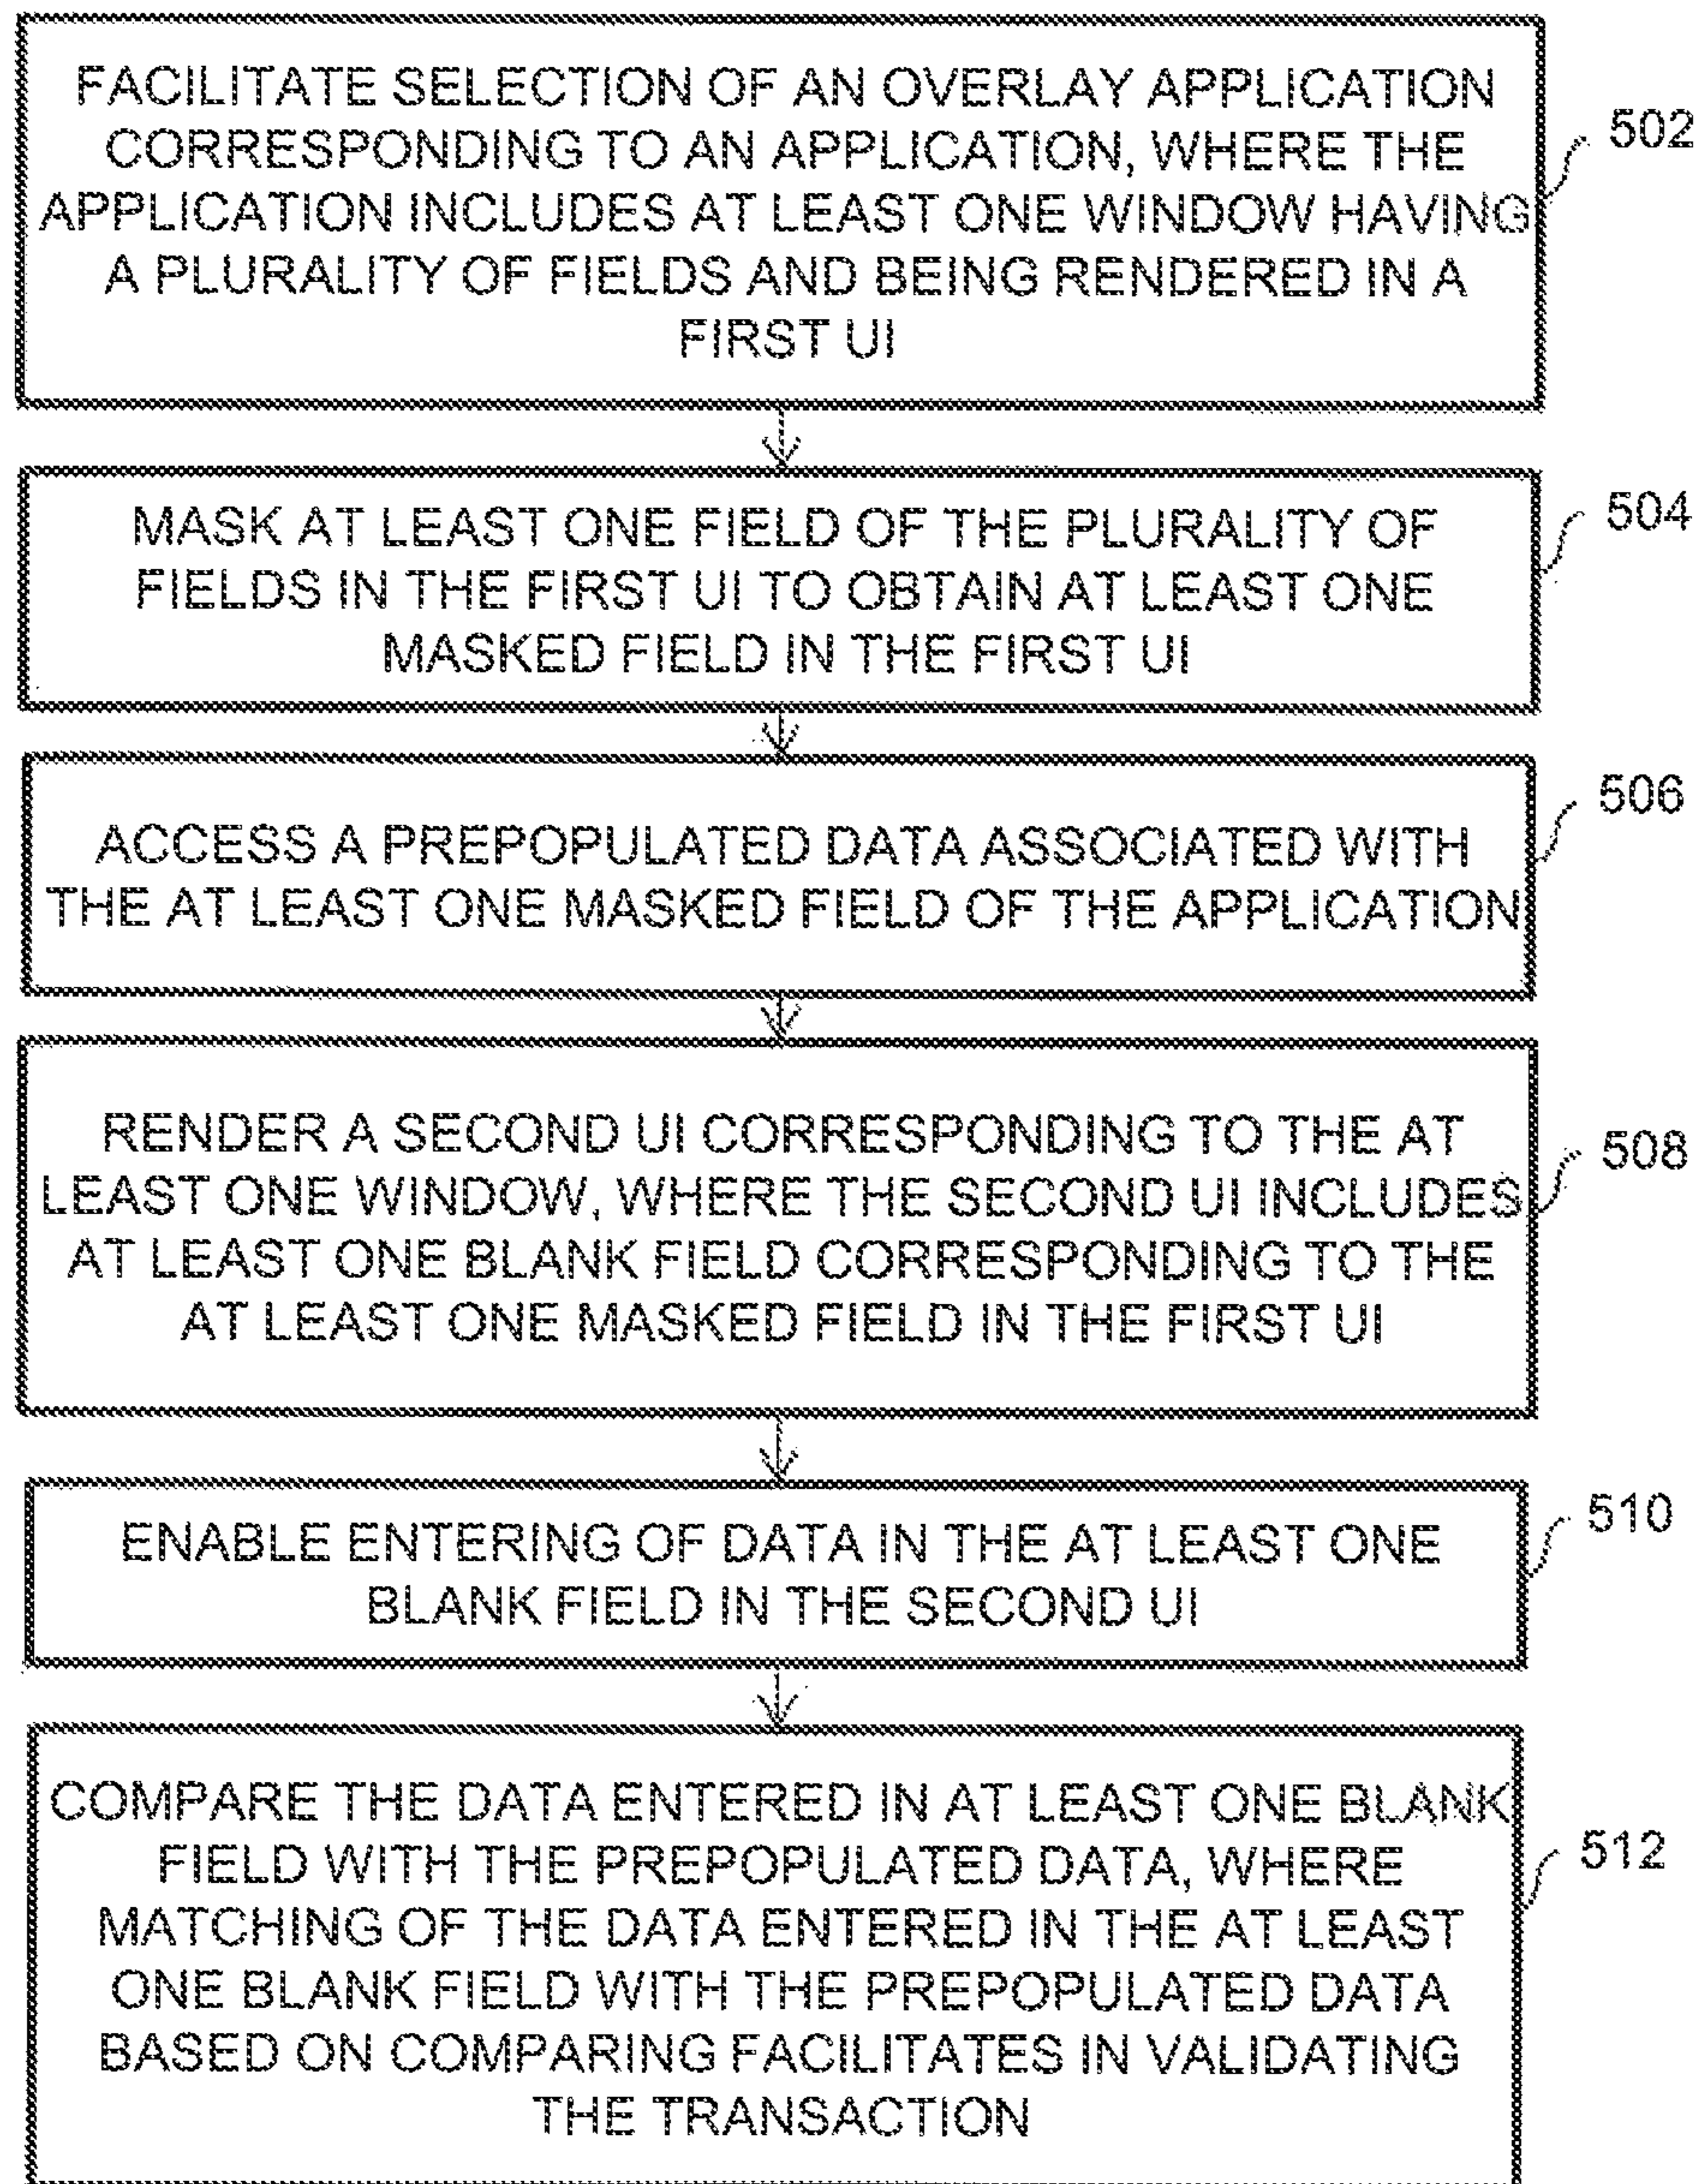 FACILITATE SELECTION OF AN OVERLAY APPLICATION
CORRESPONDING TO AN APPLICATION, WHERE THE
APPLICATION INCLUDES AT LEAST ONE WINDOW HAVING
A PLURALITY OF FIELDS AND BEING RENDERED IN A
FIRST UI
502
MASK AT LEAST ONE FIELD OF THE PLURALITY OF
FIELDS IN THE FIRST UI TO OBTAIN AT LEAST ONE
MASKED FIELD IN THE FIRST UI
504
ACCESS A PREPOPULATED DATA ASSOCIATED WITH
THE AT LEAST ONE MASKED FIELD OF THE APPLICATION
506
RENDER A SECOND UI CORRESPONDING TO THE AT
LEAST ONE WINDOW, WHERE THE SECOND UI INCLUDES
AT LEAST ONE BLANK FIELD CORRESPONDING TO THE
AT LEAST ONE MASKED FIELD IN THE FIRST UI
508
ENABLE ENTERING OF DATA IN THE AT LEAST ONE
BLANK FIELD IN THE SECOND UI
510
COMPARE THE DATA ENTERED IN AT LEAST ONE BLANK
FIELD WITH THE PREPOPULATED DATA, WHERE
MATCHING OF THE DATA ENTERED IN THE AT LEAST
ONE BLANK FIELD WITH THE PREPOPULATED DATA
BASED ON COMPARING FACILITATES IN VALIDATING
THE TRANSACTION
512